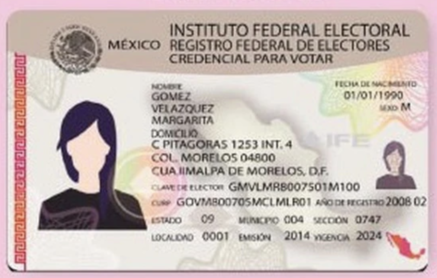 INSTITUTO FEDERAL ELECTORAL
MÉXICO REGISTRO FEDERAL DE ELECTORES
CREDENCIAL PARA VOTAR
NOMBRE
GOMEZ
VELAZQUEZ
MARGARITA
FECHA DE NACIMIENTO
01/01/1990
SEXO M
DOMICILIO
C PITAGORAS 1253 INT. 4
COL. MORELOS 04800
CUAJIMALPA DE MORELOS, D.F.
IFE
CLAVE DE ELECTOR GMVLMR8007501M100
CURP GOVM800705MCLMLR01 AÑO DE REGISTRO 2008 02
ESTADO 09 MUNICIPIO 004 SECCIÓN 0747
LOCALIDAD 0001 EMISIÓN 2014 VIGENCIA 2024